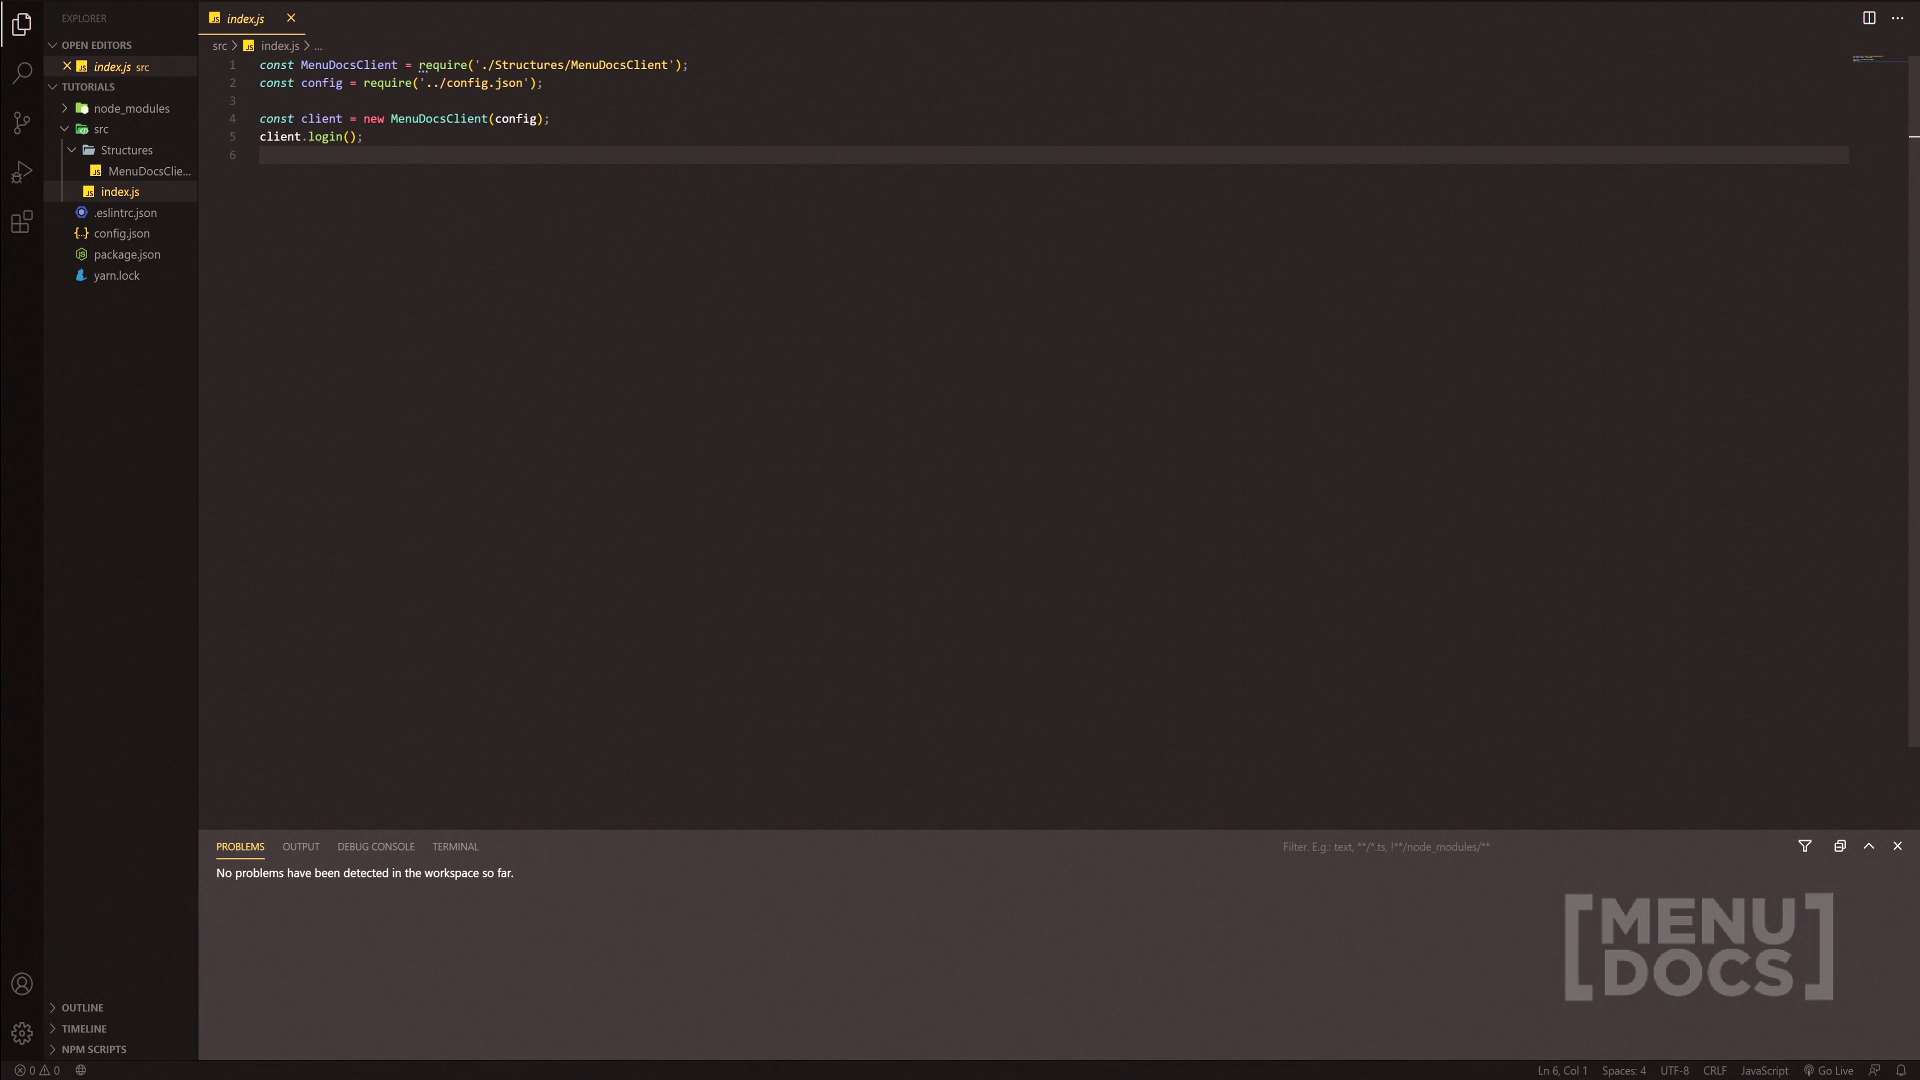 EXPLORER
OPEN EDITORS
index.js src
TUTORIALS
node_modules
src
Structures
MenuDocsClie...
index.js
.eslintrc.json
config.json
package.json
yarn.lock
OUTLINE
TIMELINE
NPM SCRIPTS
index.js
src > index.js > ...
1 const MenuDocsClient = require('./Structures/MenuDocsClient');
2 const config = require('../config.json');
3
4 const client = new MenuDocsClient(config);
5 client.login();
6
PROBLEMS OUTPUT DEBUG CONSOLE TERMINAL
Filter. E.g.: text, **/*.ts, !**/node_modules/**
No problems have been detected in the workspace so far.
[MENU
DOCS]
0 0
Ln 6, Col 1 Spaces: 4 UTF-8 CRLF JavaScript Go Live